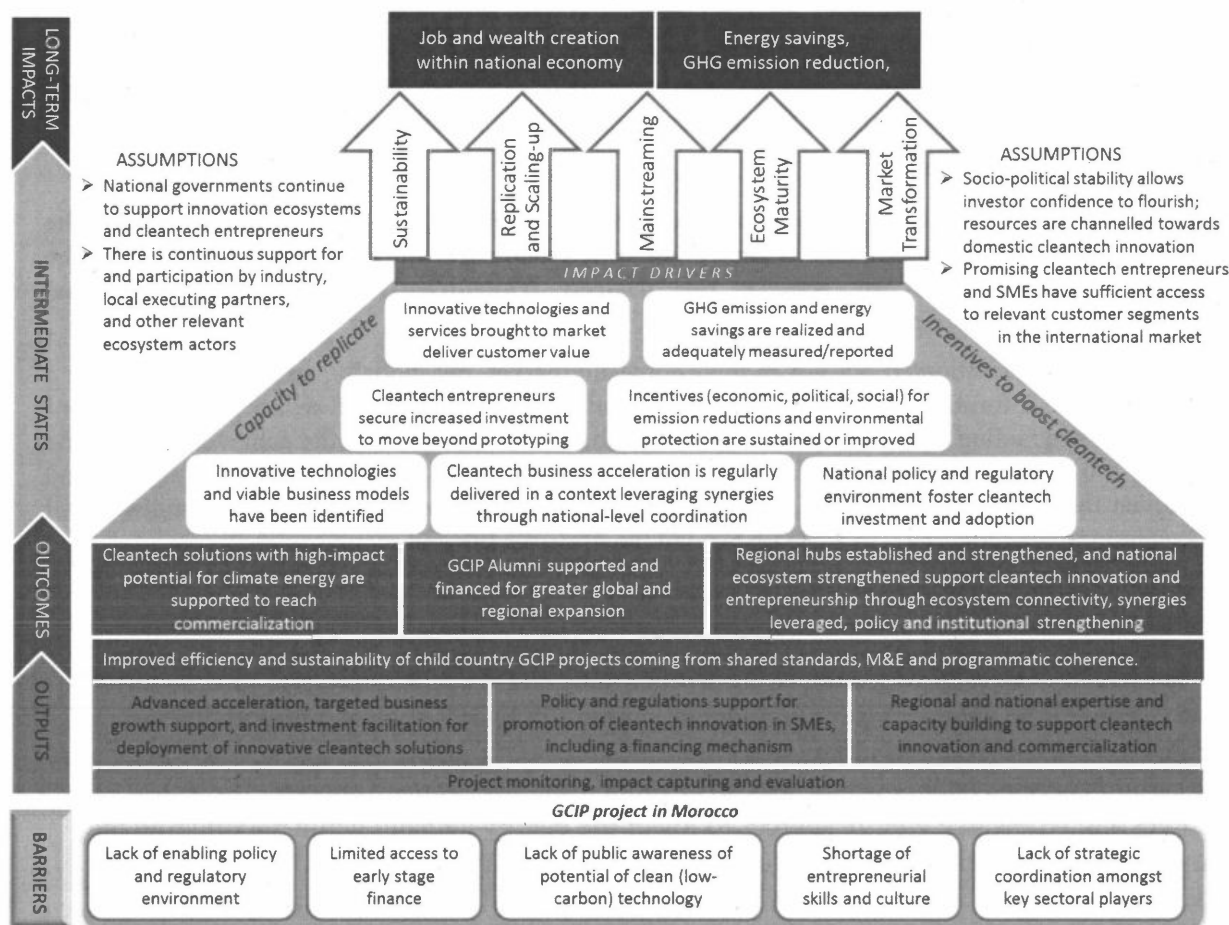 LONG-TERM
IMPACTS
Job and wealth creation
within national economy
Energy savings,
GHG emission reduction,
Sustainability
Replication
and Scaling-up
Mainstreaming
Ecosystem
Maturity
Market
Transformation
ASSUMPTIONS
➢ National governments continue
to support innovation ecosystems
and cleantech entrepreneurs
➢ There is continuous support for
and participation by industry,
local executing partners,
and other relevant
ecosystem actors
ASSUMPTIONS
➢ Socio-political stability allows
investor confidence to flourish;
resources are channelled towards
domestic cleantech innovation
➢ Promising cleantech entrepreneurs
and SMEs have sufficient access
to relevant customer segments
in the international market
IMPACT DRIVERS
INTERMEDIATE STATES
Capacity to replicate
Incentives to boost cleantech
Innovative technologies and
services brought to market
deliver customer value
GHG emission and energy
savings are realized and
adequately measured/reported
Cleantech entrepreneurs
secure increased investment
to move beyond prototyping
Incentives (economic, political, social) for
emission reductions and environmental
protection are sustained or improved
Innovative technologies
and viable business models
have been identified
Cleantech business acceleration is regularly
delivered in a context leveraging synergies
through national-level coordination
National policy and regulatory
environment foster cleantech
investment and adoption
OUTCOMES
Cleantech solutions with high-impact
potential for climate energy are
supported to reach
commercialization
GCIP Alumni supported and
financed for greater global and
regional expansion
Regional hubs established and strengthened, and national
ecosystem strengthened support cleantech innovation and
entrepreneurship through ecosystem connectivity, synergies
leveraged, policy and institutional strengthening
Improved efficiency and sustainability of child country GCIP projects coming from shared standards, M&E and programmatic coherence.
OUTPUTS
Advanced acceleration, targeted business
growth support, and investment facilitation for
deployment of innovative cleantech solutions
Policy and regulations support for
promotion of cleantech innovation in SMEs,
including a financing mechanism
Regional and national expertise and
capacity building to support cleantech
innovation and commercialization
Project monitoring, impact capturing and evaluation
GCIP project in Morocco
BARRIERS
Lack of enabling policy
and regulatory
environment
Limited access to
early stage
finance
Lack of public awareness of
potential of clean (low-
carbon) technology
Shortage of
entrepreneurial
skills and culture
Lack of strategic
coordination amongst
key sectoral players